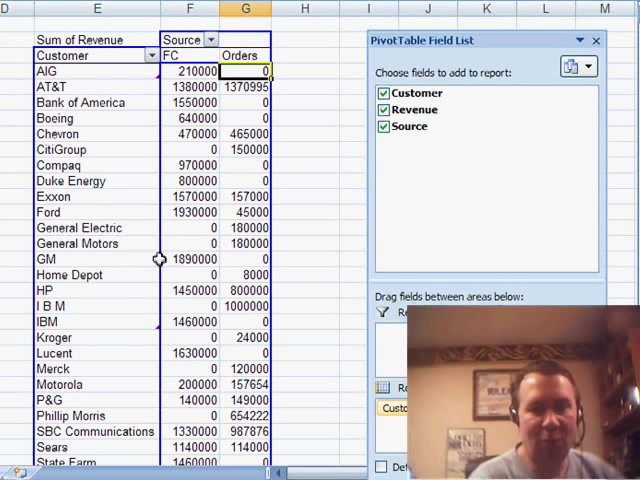 D E F G H I J K L M
Sum of Revenue Source
Customer FC Orders
AIG 210000 0
AT&T 1380000 1370995
Bank of America 1550000 0
Boeing 640000 0
Chevron 470000 465000
CitiGroup 0 150000
Compaq 970000 0
Duke Energy 800000 0
Exxon 1570000 157000
Ford 1930000 45000
General Electric 0 180000
General Motors 0 180000
GM 1890000 0
Home Depot 0 8000
HP 1450000 800000
I B M 0 1000000
IBM 1460000 0
Kroger 0 24000
Lucent 1630000 0
Merck 0 120000
Motorola 200000 157654
P&G 140000 149000
Phillip Morris 0 654222
SBC Communications 1330000 987876
Sears 1140000 114000
State Farm 1460000 0
PivotTable Field List
Choose fields to add to report:
Customer
Revenue
Source
Drag fields between areas below:
Re
Ro
Custo
Def